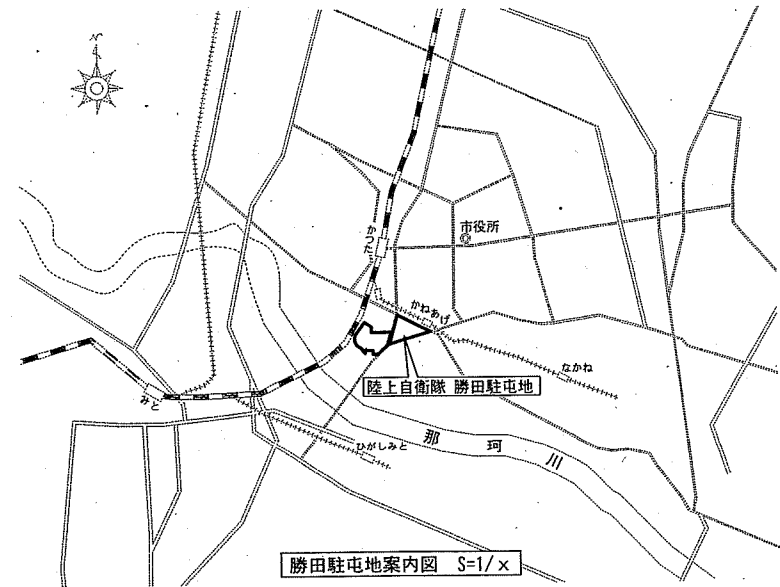 N
市役所
かつた
かねあげ
なかね
陸上自衛隊 勝田駐屯地
みと
ひがしみと
那珂川
勝田駐屯地案内図 S=1/x